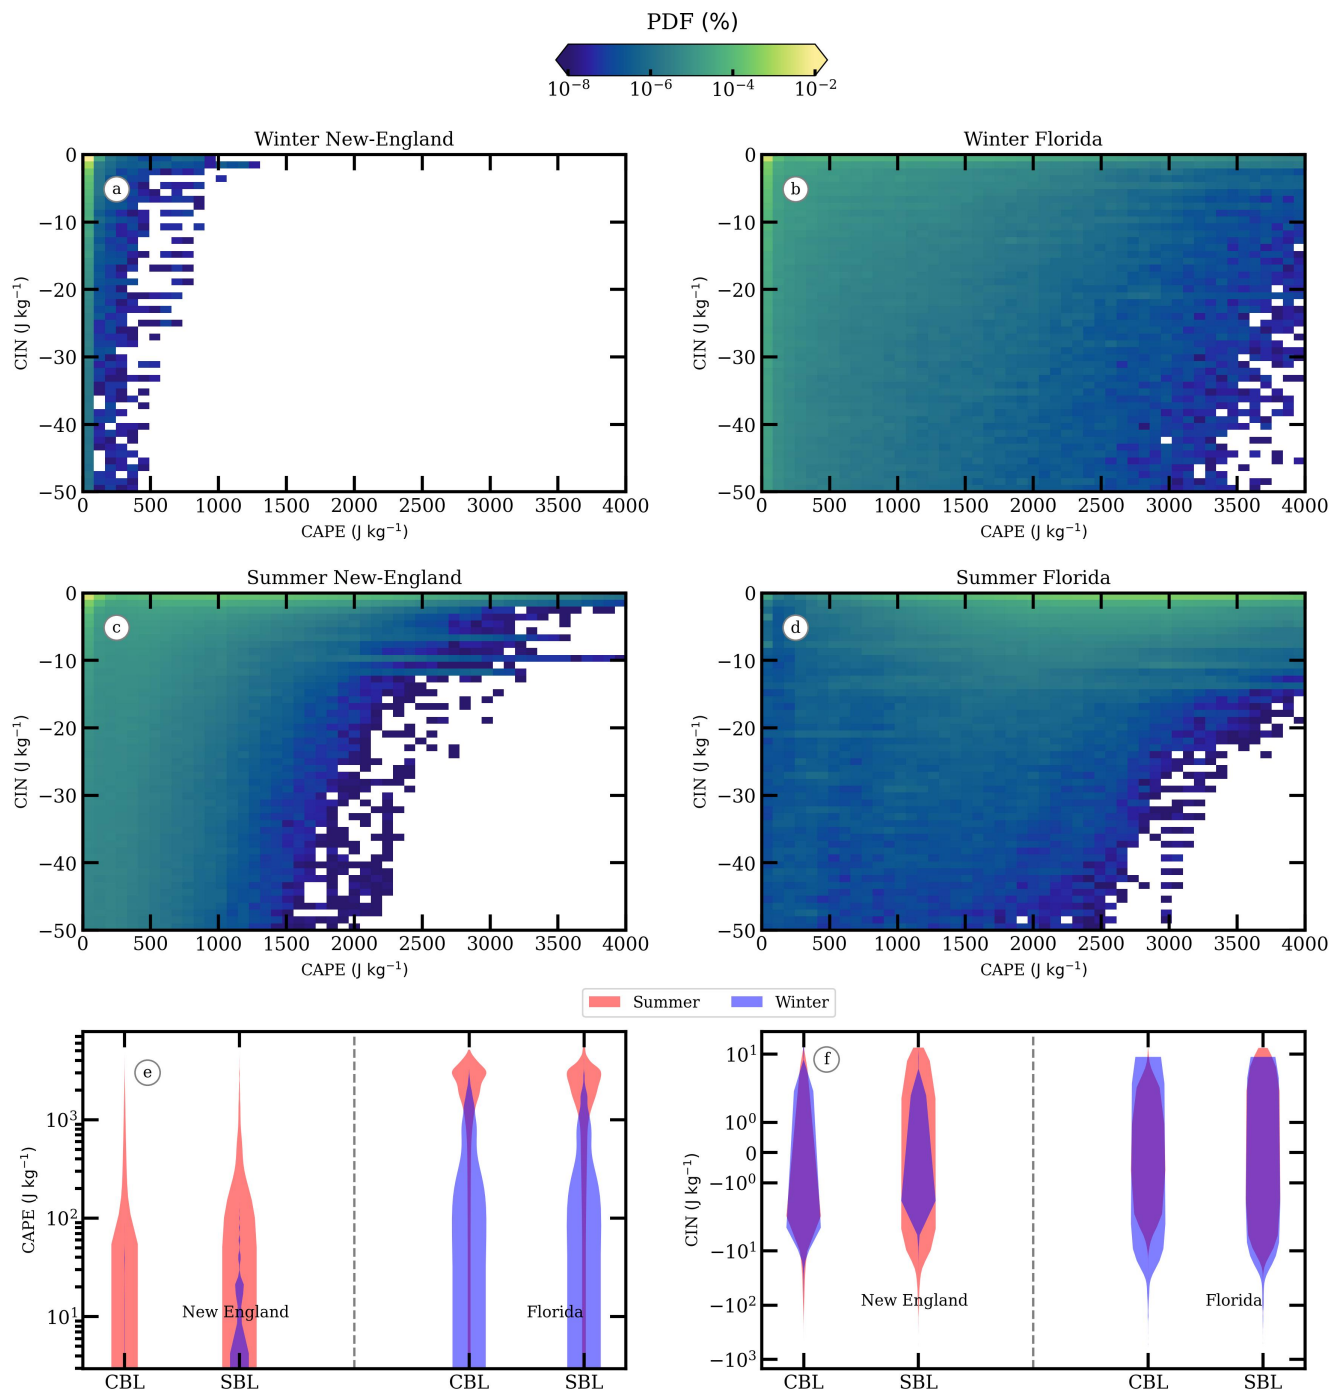 PDF (%)
10⁻⁸ 10⁻⁶ 10⁻⁴ 10⁻²
Winter New-England
a
0
−10
−20
−30
−40
−50
CIN (J kg⁻¹)
0 500 1000 1500 2000 2500 3000 3500 4000
CAPE (J kg⁻¹)
Winter Florida
b
0
−10
−20
−30
−40
−50
CIN (J kg⁻¹)
0 500 1000 1500 2000 2500 3000 3500 4000
CAPE (J kg⁻¹)
Summer New-England
c
0
−10
−20
−30
−40
−50
CIN (J kg⁻¹)
0 500 1000 1500 2000 2500 3000 3500 4000
CAPE (J kg⁻¹)
Summer Florida
d
0
−10
−20
−30
−40
−50
CIN (J kg⁻¹)
0 500 1000 1500 2000 2500 3000 3500 4000
CAPE (J kg⁻¹)
Summer Winter
e
10³
10²
10¹
CAPE (J kg⁻¹)
New England Florida
CBL SBL CBL SBL
f
10¹
10⁰
0
−10⁰
−10¹
−10²
−10³
CIN (J kg⁻¹)
New England Florida
CBL SBL CBL SBL